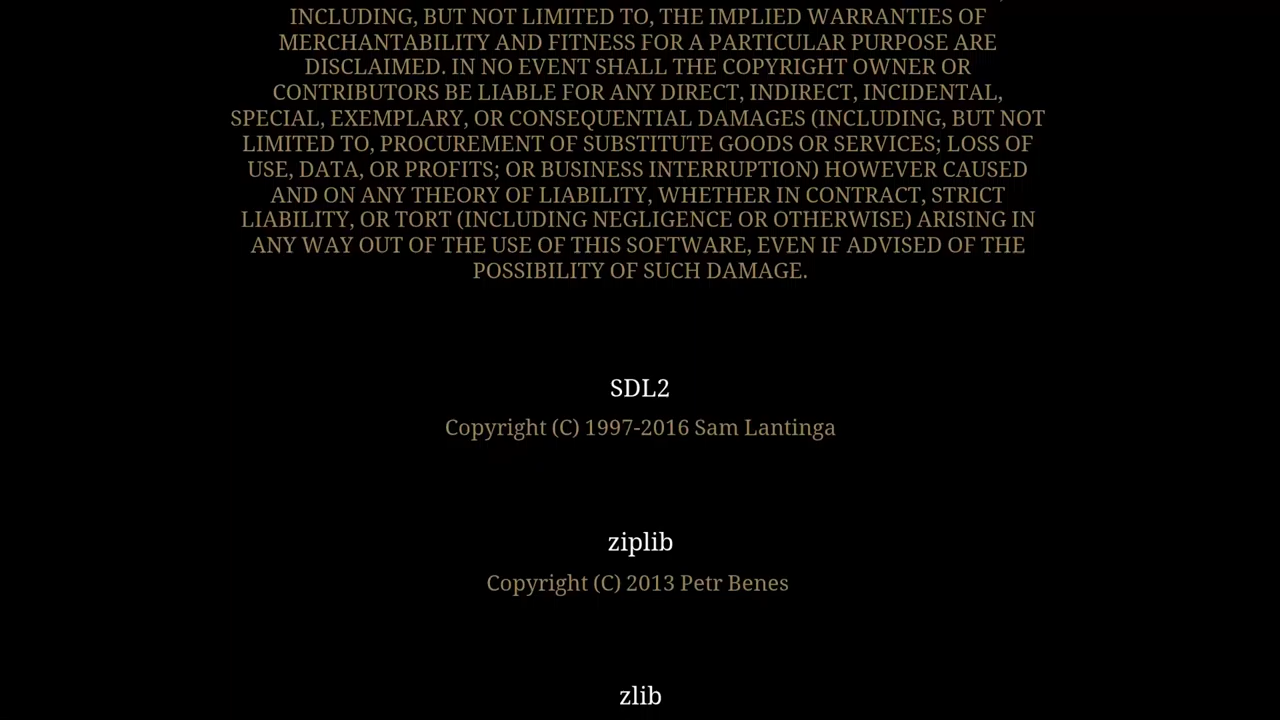 INCLUDING, BUT NOT LIMITED TO, THE IMPLIED WARRANTIES OF
MERCHANTABILITY AND FITNESS FOR A PARTICULAR PURPOSE ARE
DISCLAIMED. IN NO EVENT SHALL THE COPYRIGHT OWNER OR
CONTRIBUTORS BE LIABLE FOR ANY DIRECT, INDIRECT, INCIDENTAL,
SPECIAL, EXEMPLARY, OR CONSEQUENTIAL DAMAGES (INCLUDING, BUT NOT
LIMITED TO, PROCUREMENT OF SUBSTITUTE GOODS OR SERVICES; LOSS OF
USE, DATA, OR PROFITS; OR BUSINESS INTERRUPTION) HOWEVER CAUSED
AND ON ANY THEORY OF LIABILITY, WHETHER IN CONTRACT, STRICT
LIABILITY, OR TORT (INCLUDING NEGLIGENCE OR OTHERWISE) ARISING IN
ANY WAY OUT OF THE USE OF THIS SOFTWARE, EVEN IF ADVISED OF THE
POSSIBILITY OF SUCH DAMAGE.
SDL2
Copyright (C) 1997-2016 Sam Lantinga
ziplib
Copyright (C) 2013 Petr Benes
zlib